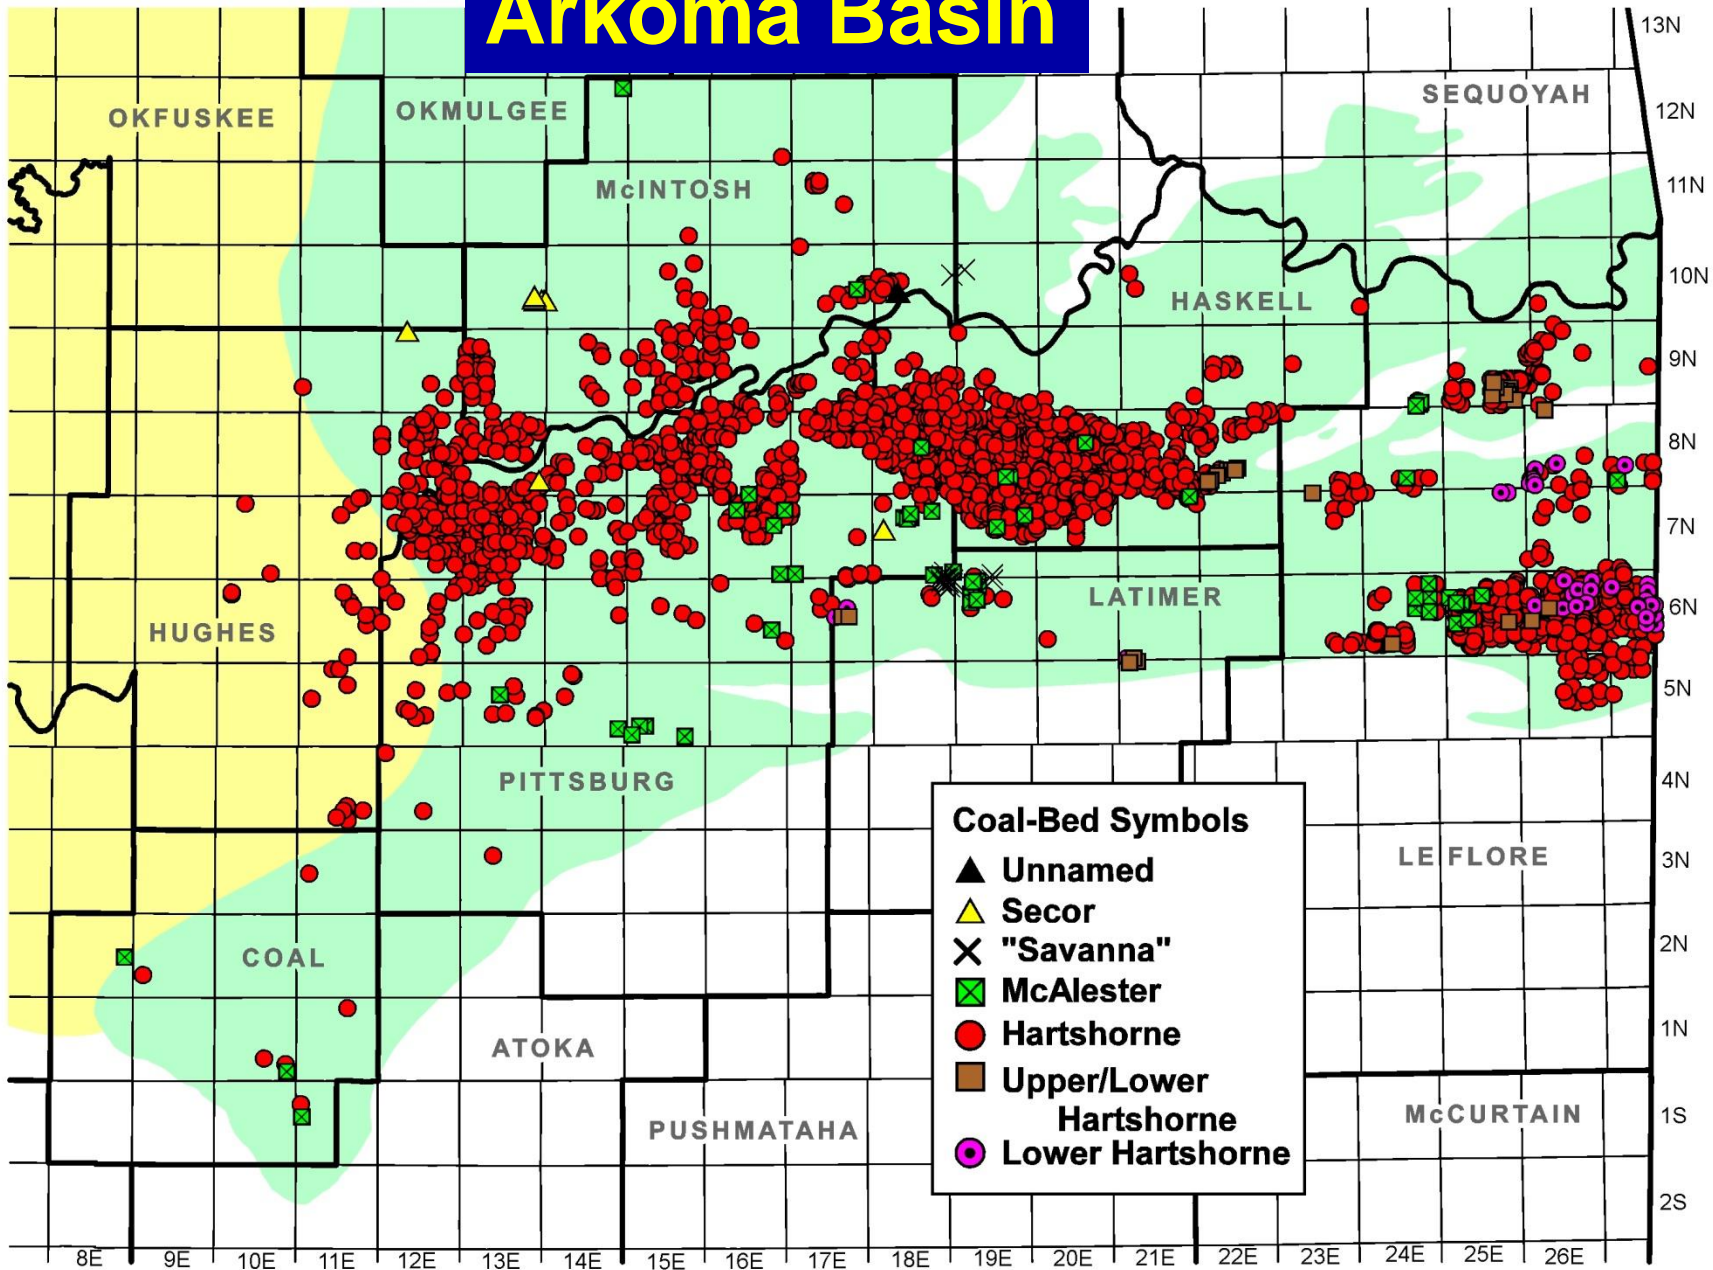 Arkoma Basin
13N
SEQUOYAH
OKFUSKEE
OKMULGEE
12N
McINTOSH
11N
10N
HASKELL
9N
8N
7N
LATIMER
6N
HUGHES
5N
PITTSBURG
4N
Coal-Bed Symbols
Unnamed
Secor
"Savanna"
McAlester
Hartshorne
Upper/Lower
Hartshorne
Lower Hartshorne
LE FLORE
3N
COAL
2N
ATOKA
1N
PUSHMATAHA
McCURTAIN
1S
2S
8E 9E 10E 11E 12E 13E 14E 15E 16E 17E 18E 19E 20E 21E 22E 23E 24E 25E 26E